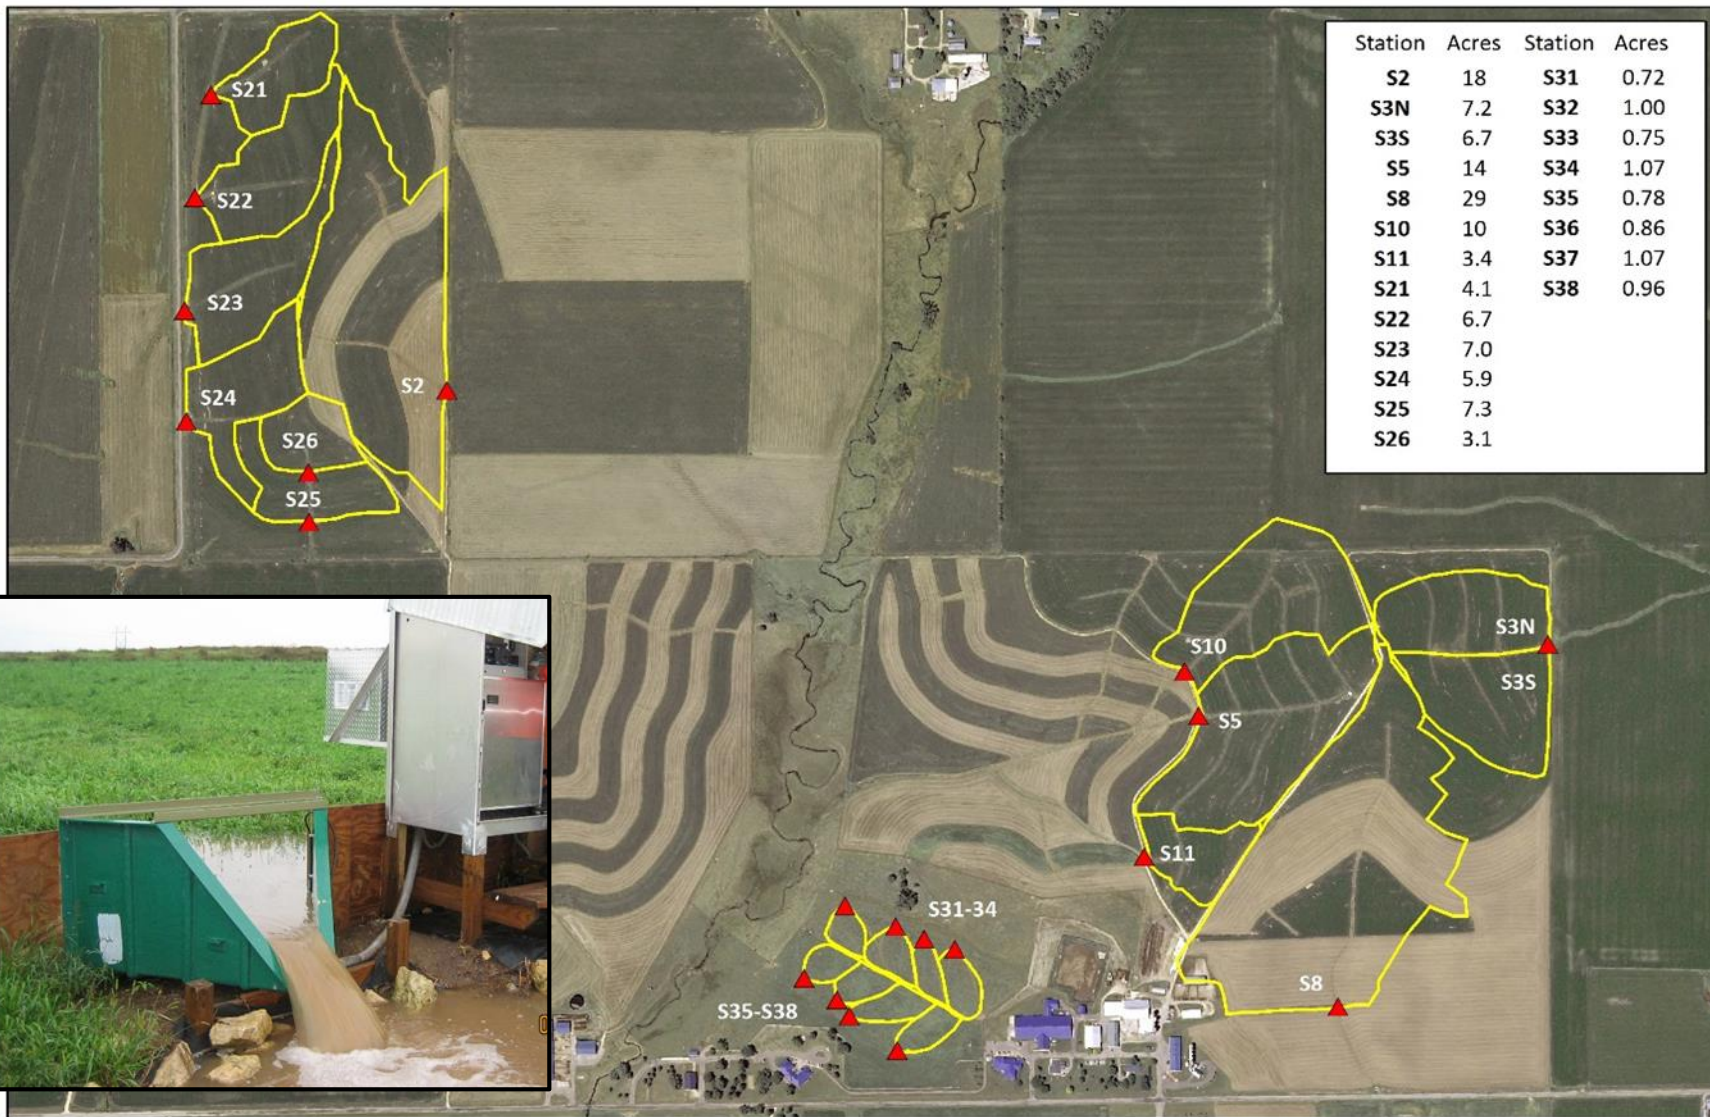 Station Acres Station Acres
S2 18 S31 0.72
S3N 7.2 S32 1.00
S3S 6.7 S33 0.75
S5 14 S34 1.07
S8 29 S35 0.78
S10 10 S36 0.86
S11 3.4 S37 1.07
S21 4.1 S38 0.96
S22 6.7
S23 7.0
S24 5.9
S25 7.3
S26 3.1
S21
S22
S23
S24
S2
S26
S25
S3N
S10
S3S
S5
S11
S31-34
S8
S35-S38